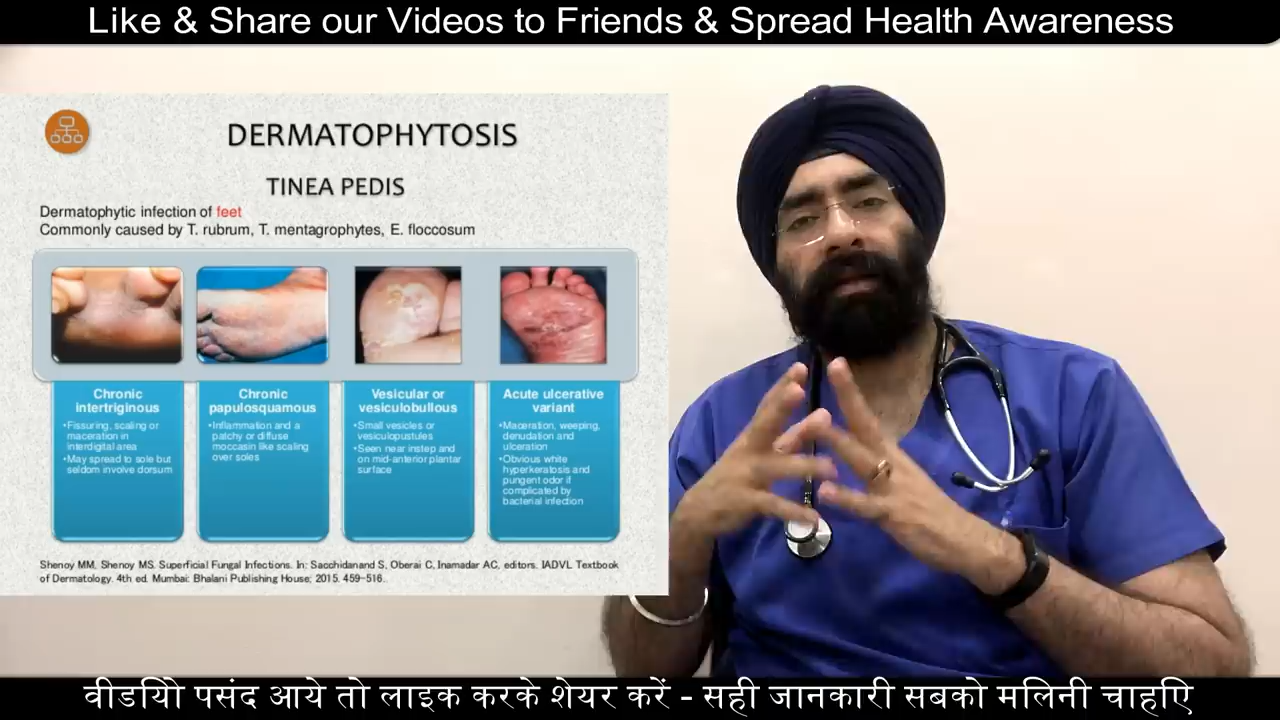 Like & Share our Videos to Friends & Spread Health Awareness
DERMATOPHYTOSIS
TINEA PEDIS
Dermatophytic infection of feet
Commonly caused by T. rubrum, T. mentagrophytes, E. floccosum
Chronic
intertriginous
•Fissuring, scaling or
maceration in
interdigital area
•May spread to sole but
seldom involve dorsum
Chronic
papulosquamous
•Inflammation and a
patchy or diffuse
moccasin like scaling
over soles
Vesicular or
vesiculobullous
•Small vesicles or
vesiculopustules
•Seen near instep and
on mid-anterior plantar
surface
Acute ulcerative
variant
•Maceration, weeping,
denudation and
ulceration
•Obvious white
hyperkeratosis and
pungent odor if
complicated by
bacterial infection
Shenoy MM, Shenoy MS. Superficial Fungal Infections. In: Sacchidanand S, Oberai C, Inamadar AC, editors. IADVL Textbook
of Dermatology. 4th ed. Mumbai: Bhalani Publishing House; 2015. 459-516.
वीडयिो पसंद आये तो लाइक करके शेयर करें - सही जानकारी सबको मलिनी चाहएि